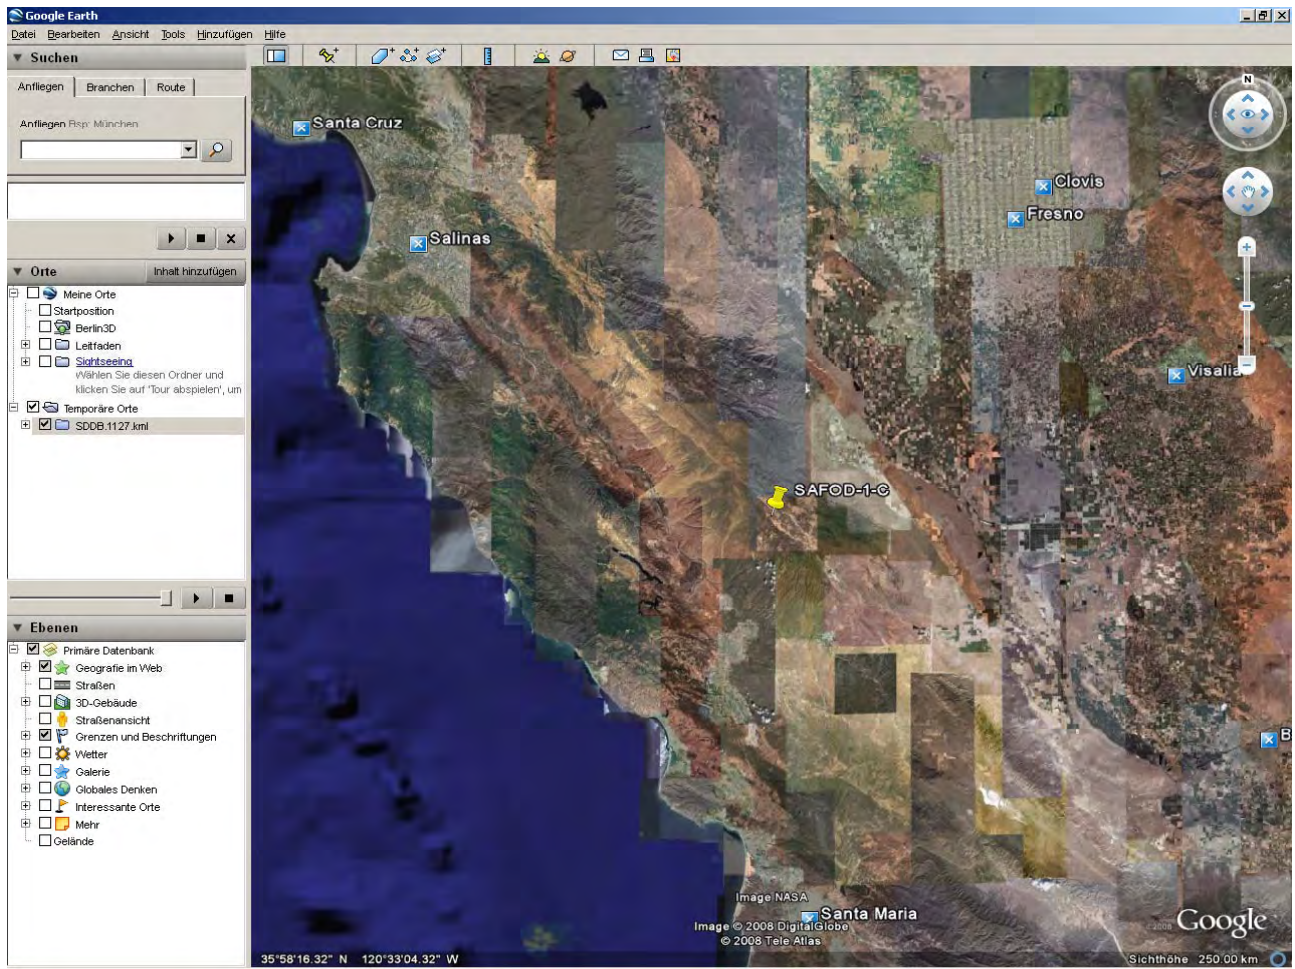 Google Earth
Datei Bearbeiten Ansicht Tools Hinzufügen Hilfe
Suchen
Anfliegen Branchen Route
Anfliegen Bsp: München
Orte Inhalt hinzufügen
Meine Orte
Startposition
Berlin3D
Leitfaden
Sightseeing
Wählen Sie diesen Ordner und
klicken Sie auf 'Tour abspielen', um
Temporäre Orte
SDDB.1127.kml
Ebenen
Primäre Datenbank
Geografie im Web
Straßen
3D-Gebäude
Straßenansicht
Grenzen und Beschriftungen
Wetter
Galerie
Globales Denken
Interessante Orte
Mehr
Gelände
N
Santa Cruz
Clovis
Fresno
Salinas
Visalia
SAFOD-1-C
B
Image NASA
Santa Maria
Image © 2008 DigitalGlobe
© 2008 Tele Atlas
©2008 Google
35°58'16.32" N 120°33'04.32" W
Sichthöhe 250.00 km